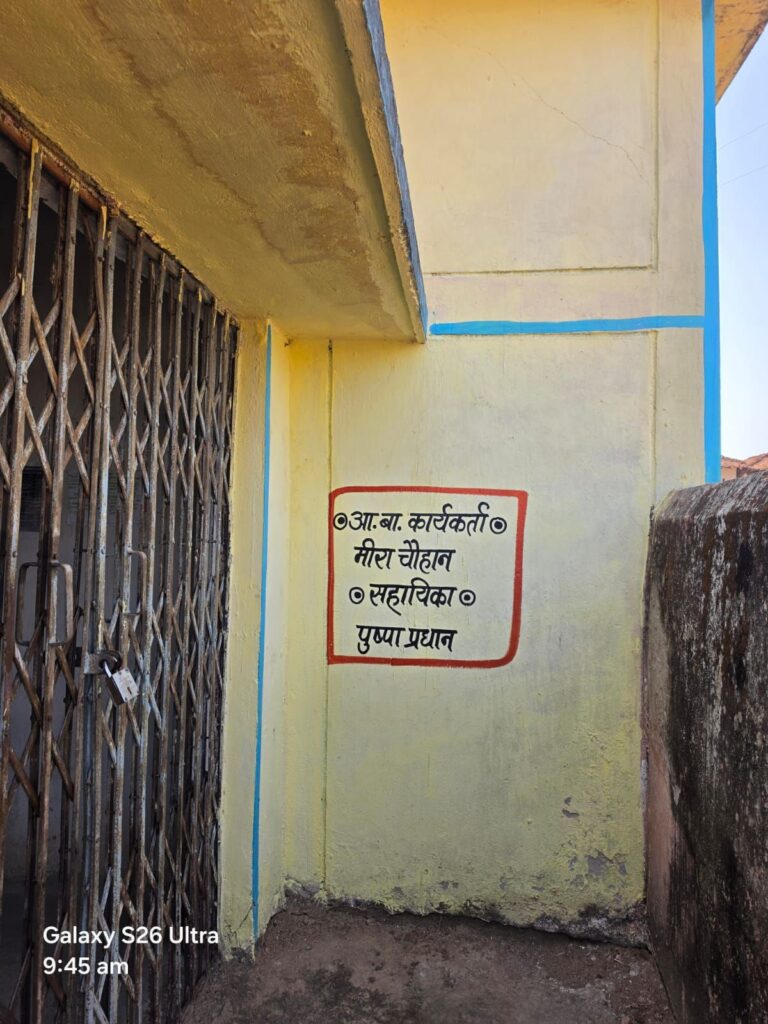 ⊙आ.बा. कार्यकर्ता⊙
मीरा चौहान
⊙ सहायिका ⊙
पुष्पा प्रधान
Galaxy S26 Ultra
9:45 am